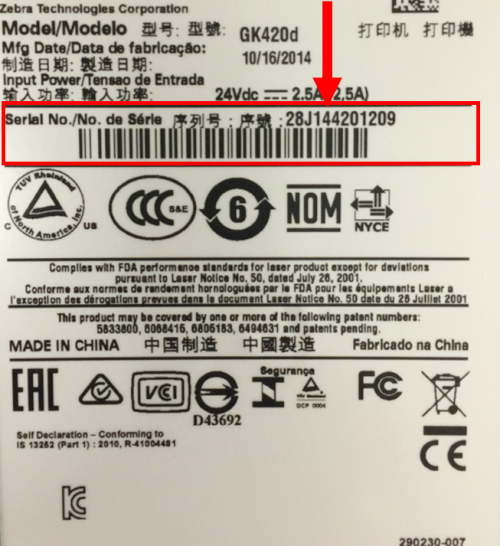 Zebra Technologies Corporation
Model/Modelo 型号: 型號: GK420d 打印机 打印機
Mfg Date/Data de fabricação:
制造日期: 製造日期: 10/16/2014
Input Power/Tensao de Entrada
输入功率: 輸入功率: 24Vdc 2.5A(2,5A)
Serial No./No. de Série 序列号: 序號: 28J144201209
TUV Rheinland
of North America, Inc.
C US
CCC S&E
6
NOM
NYCE
Complies with FDA performance standards for laser product except for deviations
pursuant to Laser Notice No. 50, dated July 26, 2001.
Conforme aux normes de rendement homologuées par le FDA pour les équipements Laser a
l'exception des dérogations prevues dans le document Laser Notice No. 50 date du 26 Juillet 2001
This product may be covered by one or more of the following patent numbers:
5833800, 6068415, 6805183, 6494631 and patents pending.
MADE IN CHINA 中国制造 中國製造 Fabricado na China
EAC
VCI
D43692
Segurança
OCP 0004
FC
CE
Self Declaration – Conforming to
IS 13252 (Part 1) : 2010, R-41004481
290230-007